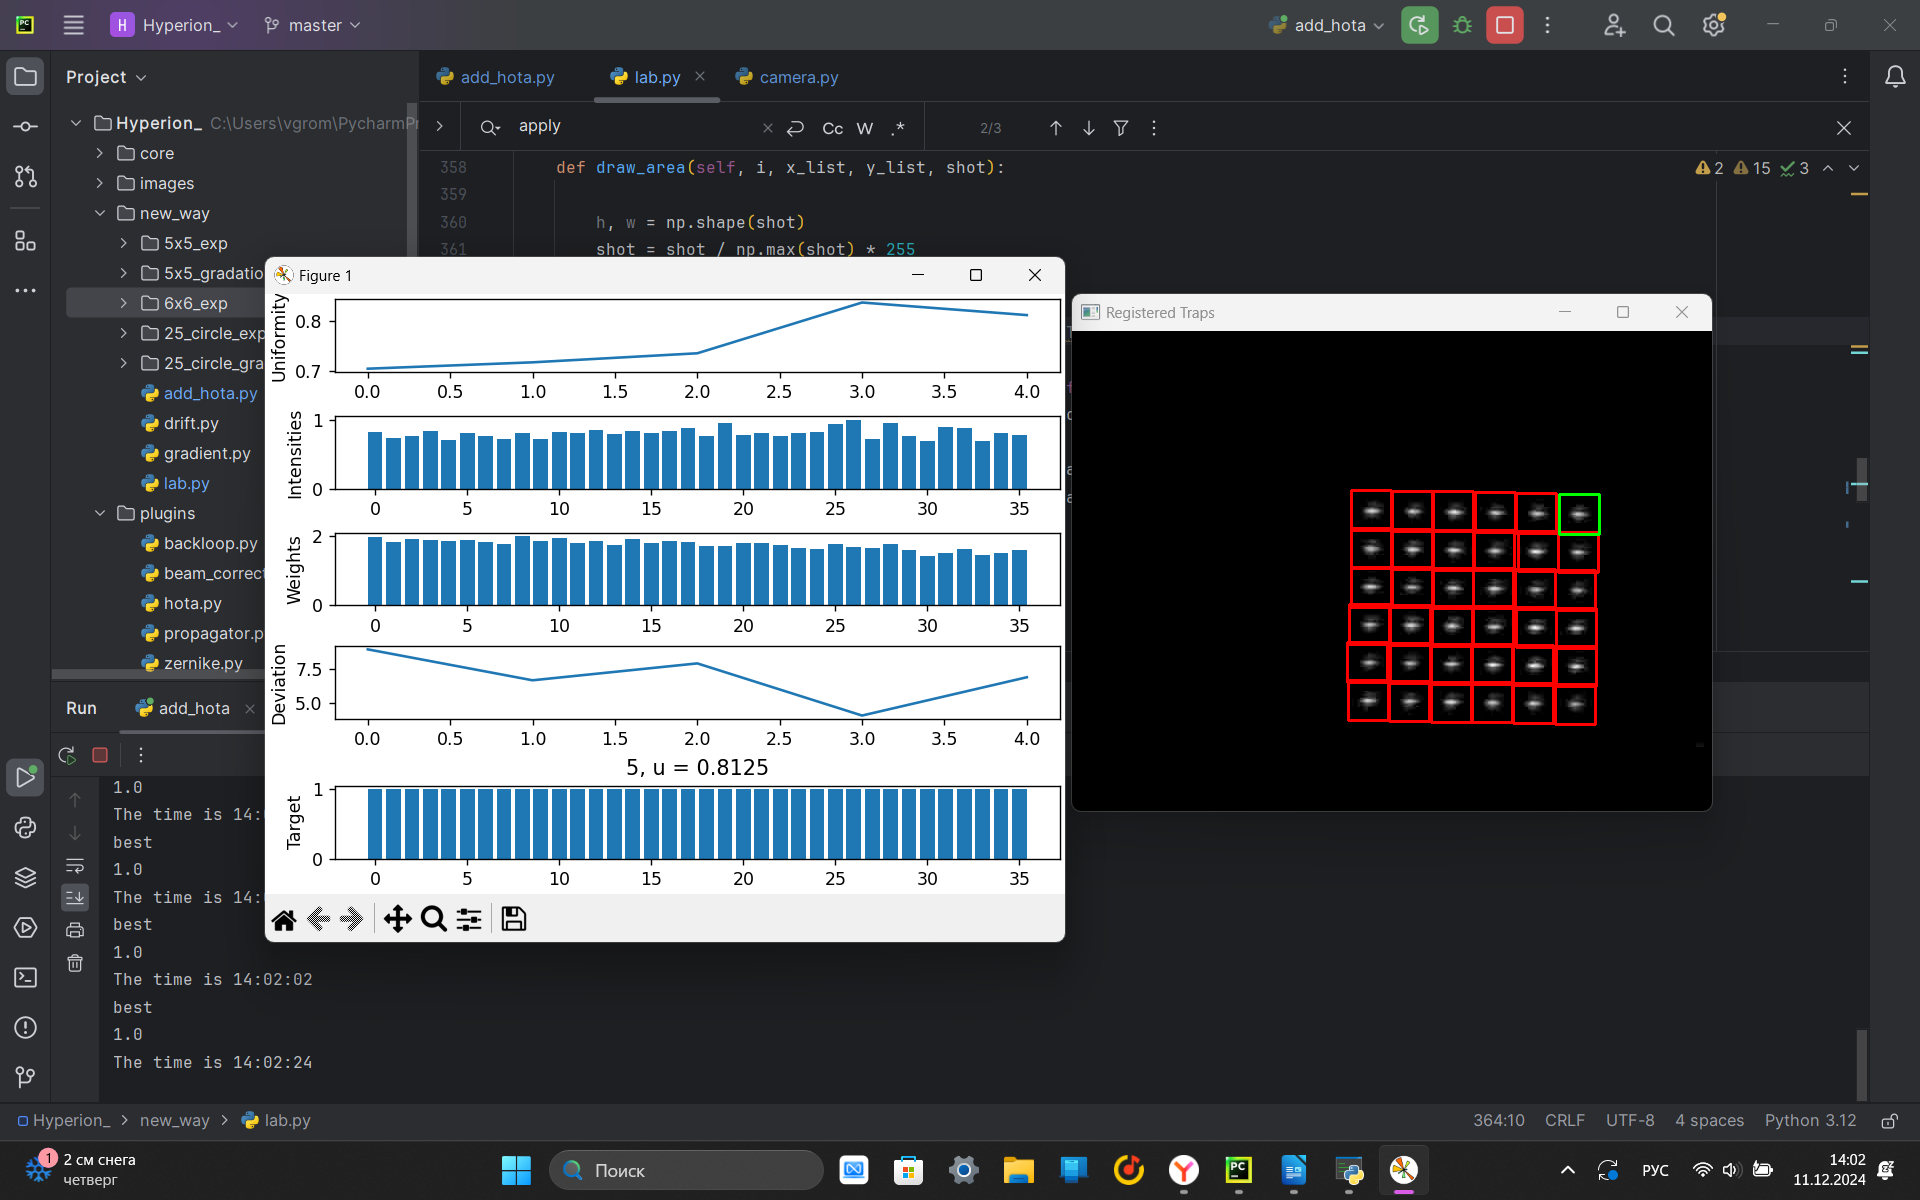 H Hyperion_ master add_hota
Project
add_hota.py lab.py camera.py
Hyperion_ C:\Users\vgrom\PycharmPr
apply Cc W .* 2/3
core
images
new_way
5x5_exp
5x5_gradatio
6x6_exp
25_circle_exp
25_circle_gra
add_hota.py
drift.py
gradient.py
lab.py
plugins
backloop.py
beam_correct
hota.py
propagator.p
zernike.py
358 def draw_area(self, i, x_list, y_list, shot):
2 15 3
359
360 h, w = np.shape(shot)
361 shot = shot / np.max(shot) * 255
Figure 1
Uniformity
0.8
0.7
0.0 0.5 1.0 1.5 2.0 2.5 3.0 3.5 4.0
Intensities
1
0
0 5 10 15 20 25 30 35
Weights
2
0
0 5 10 15 20 25 30 35
Deviation
7.5
5.0
0.0 0.5 1.0 1.5 2.0 2.5 3.0 3.5 4.0
5, u = 0.8125
Target
1
0
0 5 10 15 20 25 30 35
Registered Traps
Run add_hota
1.0
The time is 14:
best
1.0
The time is 14:
best
1.0
The time is 14:02:02
best
1.0
The time is 14:02:24
Hyperion_ new_way lab.py
364:10 CRLF UTF-8 4 spaces Python 3.12
1 2 см снега
четверг
Поиск
PC
РУС
14:02
11.12.2024